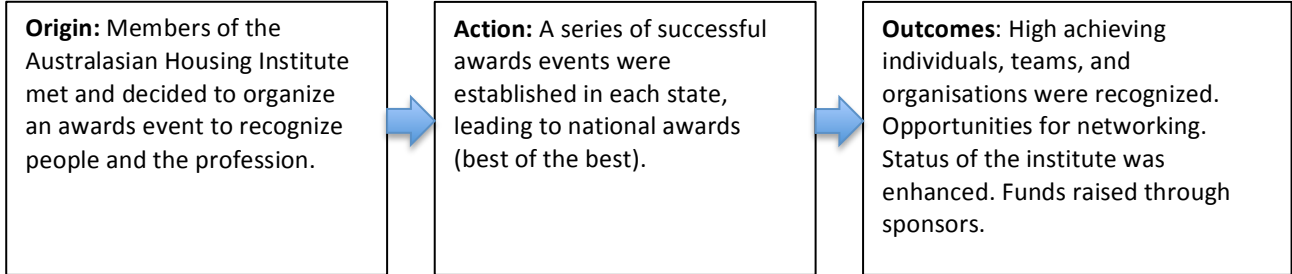 Origin: Members of the
Australasian Housing Institute
met and decided to organize
an awards event to recognize
people and the profession.
Action: A series of successful
awards events were
established in each state,
leading to national awards
(best of the best).
Outcomes: High achieving
individuals, teams, and
organisations were recognized.
Opportunities for networking.
Status of the institute was
enhanced. Funds raised through
sponsors.